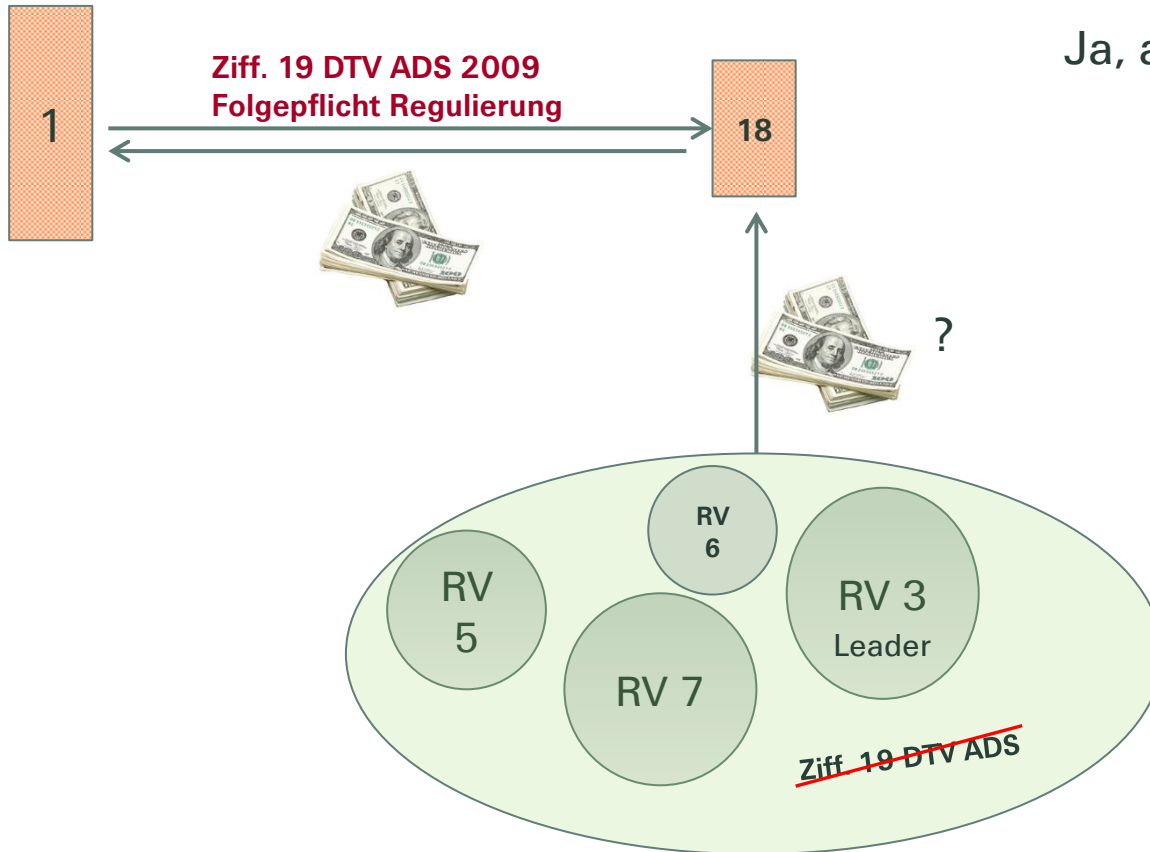 Ja, a
Ziff. 19 DTV ADS 2009
Folgepflicht Regulierung
1
18
?
RV
6
RV
5
RV 3
Leader
RV 7
Ziff. 19 DTV ADS